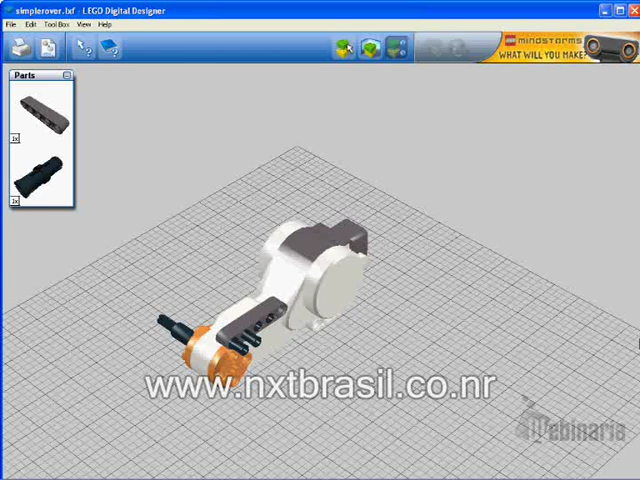 simplerover.lxf - LEGO Digital Designer
File Edit Tool Box View Help
LEGO mindstorms
WHAT WILL YOU MAKE?
Parts
1x
1x
www.nxtbrasil.co.nr
Webinaria